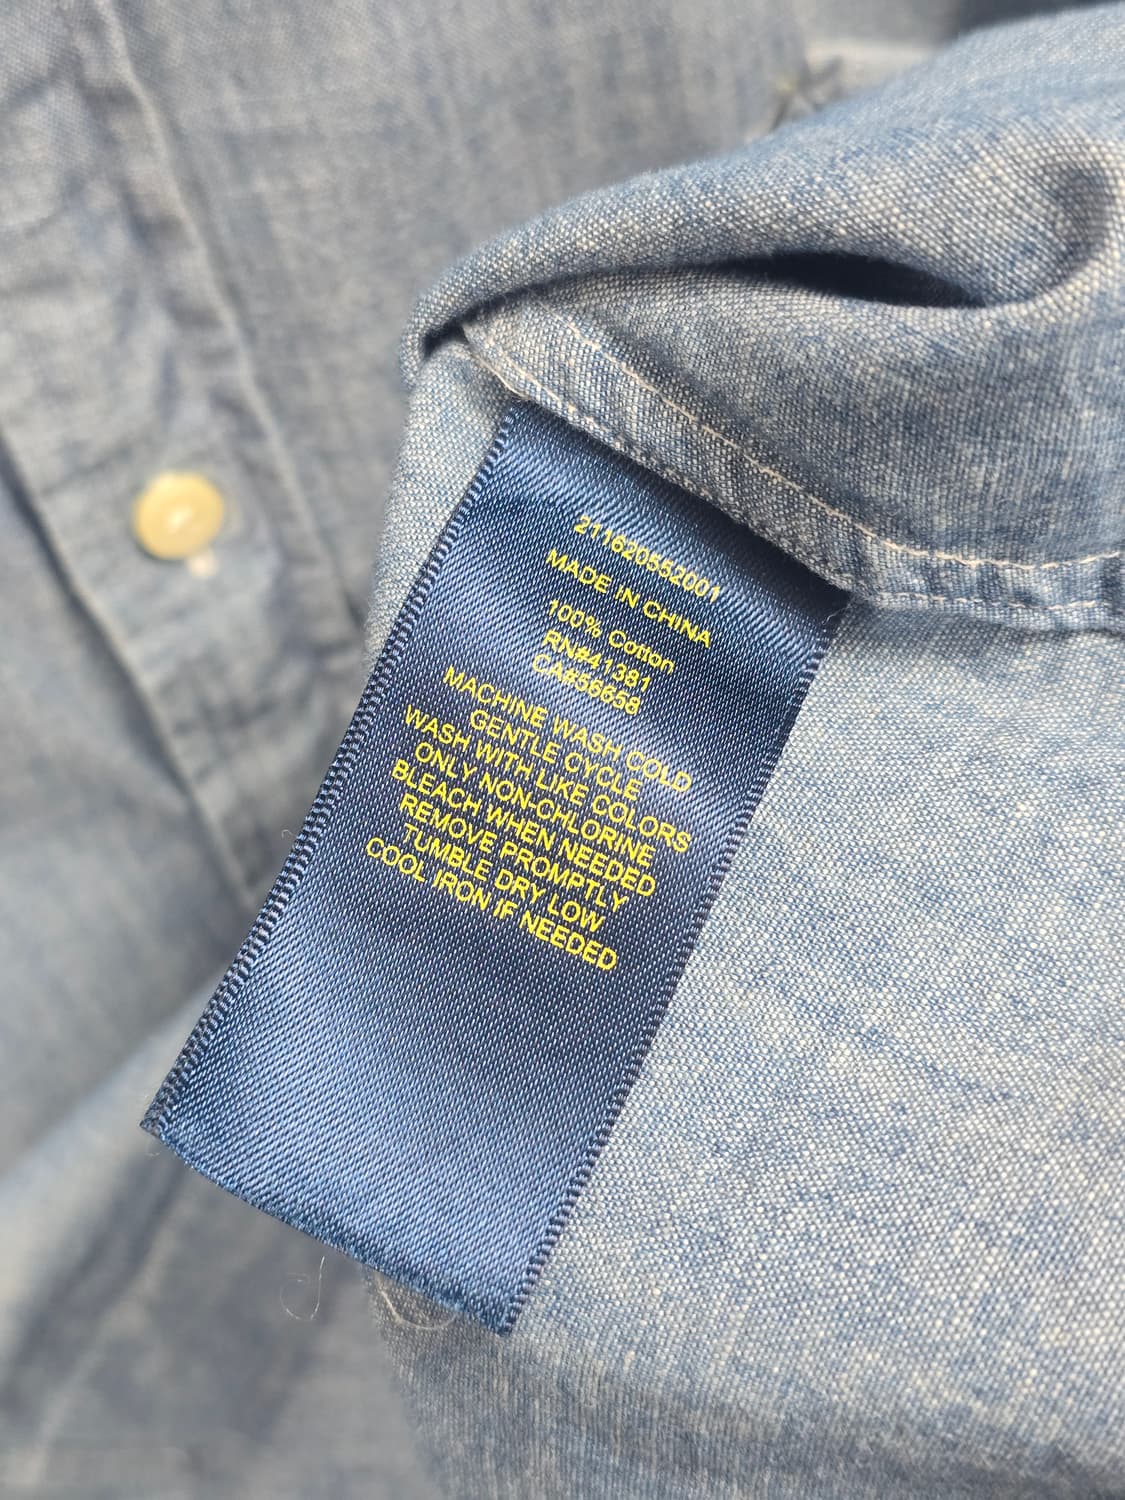 211620552001
MADE IN CHINA
100% Cotton
RN#41381
CA#56658
MACHINE WASH COLD
GENTLE CYCLE
WASH WITH LIKE COLORS
ONLY NON-CHLORINE
BLEACH WHEN NEEDED
REMOVE PROMPTLY
TUMBLE DRY LOW
COOL IRON IF NEEDED